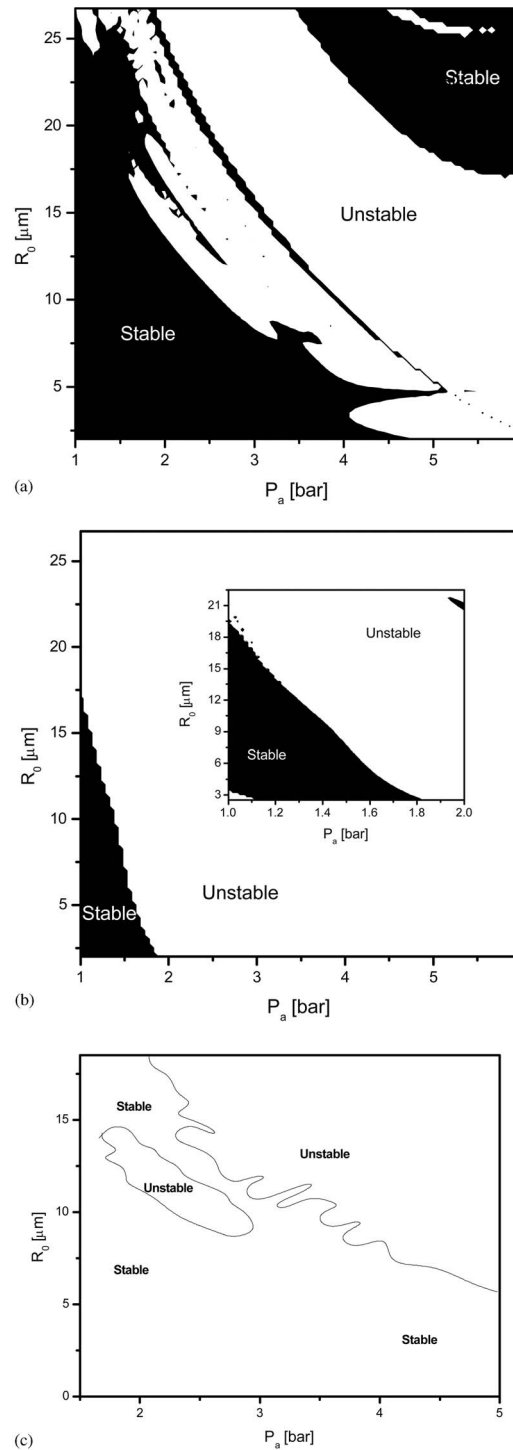 25
20
15
10
5
R0 [μm]
Stable
Unstable
Stable
1 2 3 4 5
Pa [bar]
(a)
25
20
15
10
5
R0 [μm]
21
18
15
12
9
6
3
R0 [μm]
Unstable
Stable
1.0 1.2 1.4 1.6 1.8 2.0
Pa [bar]
Unstable
Stable
1 2 3 4 5
Pa [bar]
(b)
15
10
5
0
R0 [μm]
Stable
Unstable
Unstable
Stable
Stable
2 3 4 5
Pa [bar]
(c)